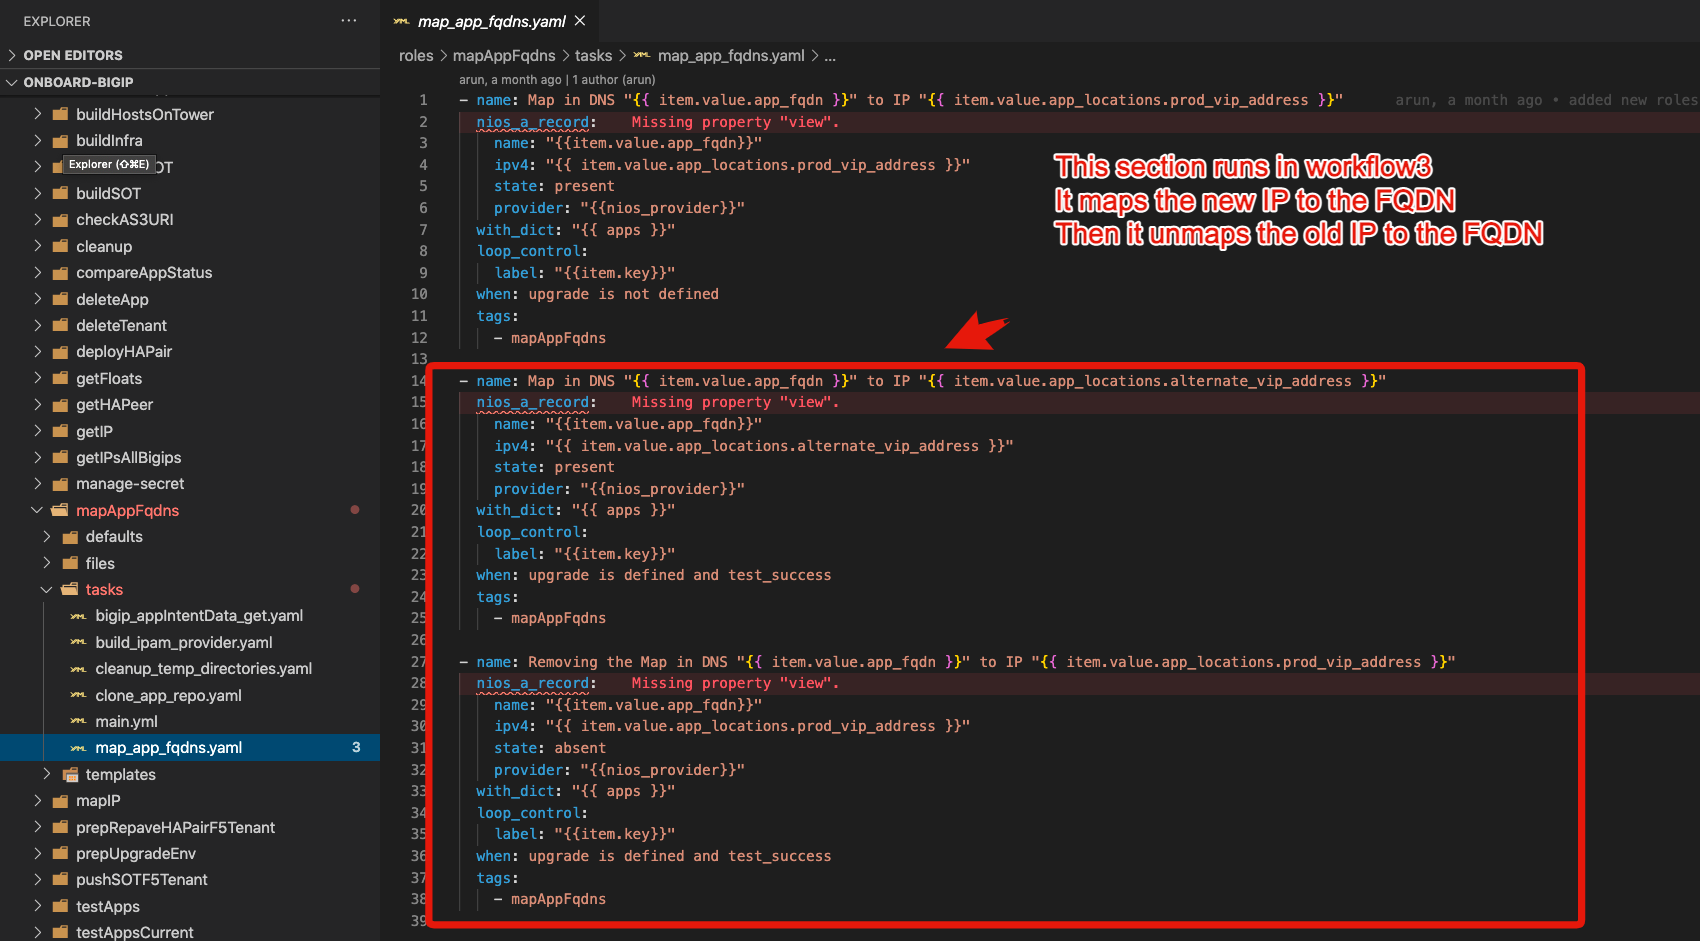 EXPLORER
···
OPEN EDITORS
ONBOARD-BIGIP
buildHostsOnTower
buildInfra
Explorer (⇧⌘E)
OT
buildSOT
checkAS3URI
cleanup
compareAppStatus
deleteApp
deleteTenant
deployHAPair
getFloats
getHAPeer
getIP
getIPsAllBigips
manage-secret
mapAppFqdns
defaults
files
tasks
bigip_appIntentData_get.yaml
build_ipam_provider.yaml
cleanup_temp_directories.yaml
clone_app_repo.yaml
main.yml
map_app_fqdns.yaml 3
templates
mapIP
prepRepaveHAPairF5Tenant
prepUpgradeEnv
pushSOTF5Tenant
testApps
testAppsCurrent
YAML map_app_fqdns.yaml ×
roles > mapAppFqdns > tasks > YAML map_app_fqdns.yaml > ...
arun, a month ago | 1 author (arun)
1 - name: Map in DNS "{{ item.value.app_fqdn }}" to IP "{{ item.value.app_locations.prod_vip_address }}" arun, a month ago • added new roles
2 nios_a_record: Missing property "view".
3 name: "{{item.value.app_fqdn}}"
4 ipv4: "{{ item.value.app_locations.prod_vip_address }}"
5 state: present
6 provider: "{{nios_provider}}"
7 with_dict: "{{ apps }}"
8 loop_control:
9 label: "{{item.key}}"
10 when: upgrade is not defined
11 tags:
12 - mapAppFqdns
13
14 - name: Map in DNS "{{ item.value.app_fqdn }}" to IP "{{ item.value.app_locations.alternate_vip_address }}"
15 nios_a_record: Missing property "view".
16 name: "{{item.value.app_fqdn}}"
17 ipv4: "{{ item.value.app_locations.alternate_vip_address }}"
18 state: present
19 provider: "{{nios_provider}}"
20 with_dict: "{{ apps }}"
21 loop_control:
22 label: "{{item.key}}"
23 when: upgrade is defined and test_success
24 tags:
25 - mapAppFqdns
26
27 - name: Removing the Map in DNS "{{ item.value.app_fqdn }}" to IP "{{ item.value.app_locations.prod_vip_address }}"
28 nios_a_record: Missing property "view".
29 name: "{{item.value.app_fqdn}}"
30 ipv4: "{{ item.value.app_locations.prod_vip_address }}"
31 state: absent
32 provider: "{{nios_provider}}"
33 with_dict: "{{ apps }}"
34 loop_control:
35 label: "{{item.key}}"
36 when: upgrade is defined and test_success
37 tags:
38 - mapAppFqdns
39
This section runs in workflow3
It maps the new IP to the FQDN
Then it unmaps the old IP to the FQDN